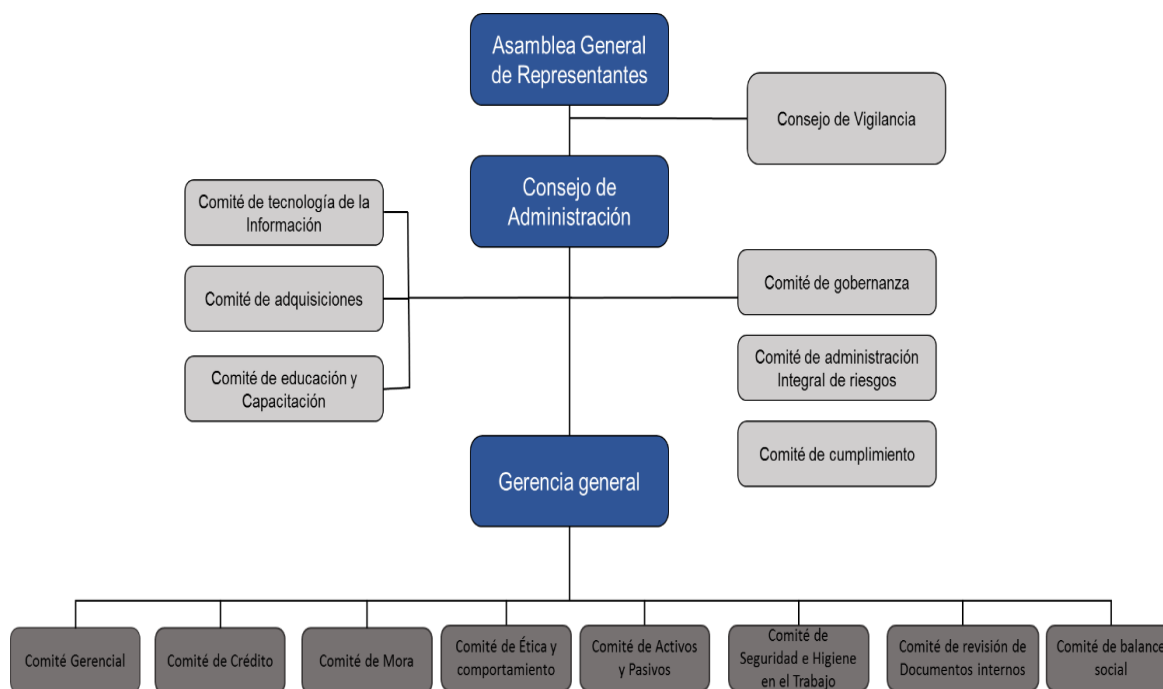 Asamblea General
de Representantes
Consejo de Vigilancia
Consejo de
Administración
Comité de tecnología de la
Información
Comité de adquisiciones
Comité de educación y
Capacitación
Comité de gobernanza
Comité de administración
Integral de riesgos
Comité de cumplimiento
Gerencia general
Comité Gerencial
Comité de Crédito
Comité de Mora
Comité de Ética y
comportamiento
Comité de Activos
y Pasivos
Comité de
Seguridad e Higiene
en el Trabajo
Comité de revisión de
Documentos internos
Comité de balance
social